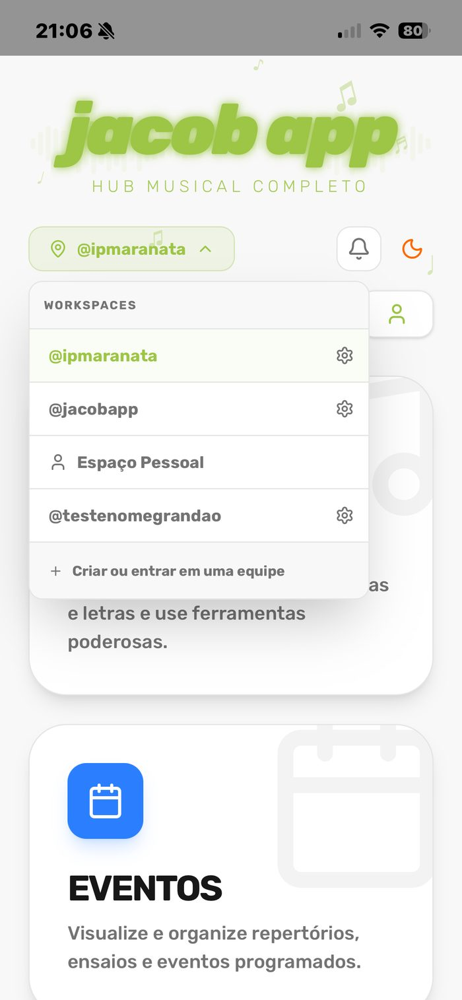 21:06
80
jacob app
HUB MUSICAL COMPLETO
@ipmaranata
WORKSPACES
@ipmaranata
@jacobapp
Espaço Pessoal
@testenomegrandao
+ Criar ou entrar em uma equipe
as
e letras e use ferramentas
poderosas.
EVENTOS
Visualize e organize repertórios,
ensaios e eventos programados.